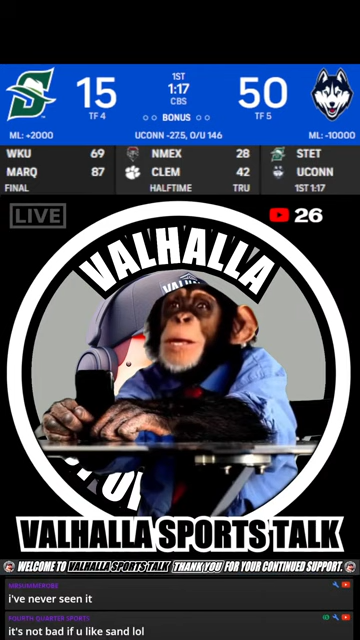 1ST
15
1:17
50
CBS
TF 4
BONUS
TF 5
ML: +2000
UCONN -27.5, O/U 146
ML: -10000
WKU 69
NMEX 28
STET
MARQ 87
CLEM 42
UCONN
FINAL
HALFTIME
TRU
1ST 1:17
LIVE
26
VALHALLA
VALHALLA SPORTS TALK
WELCOME TO VALHALLA SPORTS TALK THANK YOU FOR YOUR CONTINUED SUPPORT.
i've never seen it
FOURTH QUARTER SPORTS
it's not bad if u like sand lol